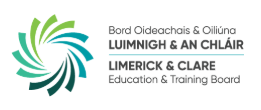 Bord Oideachais & Oiliúna
LUIMNIGH & AN CHLÁIR
LIMERICK & CLARE
Education & Training Board